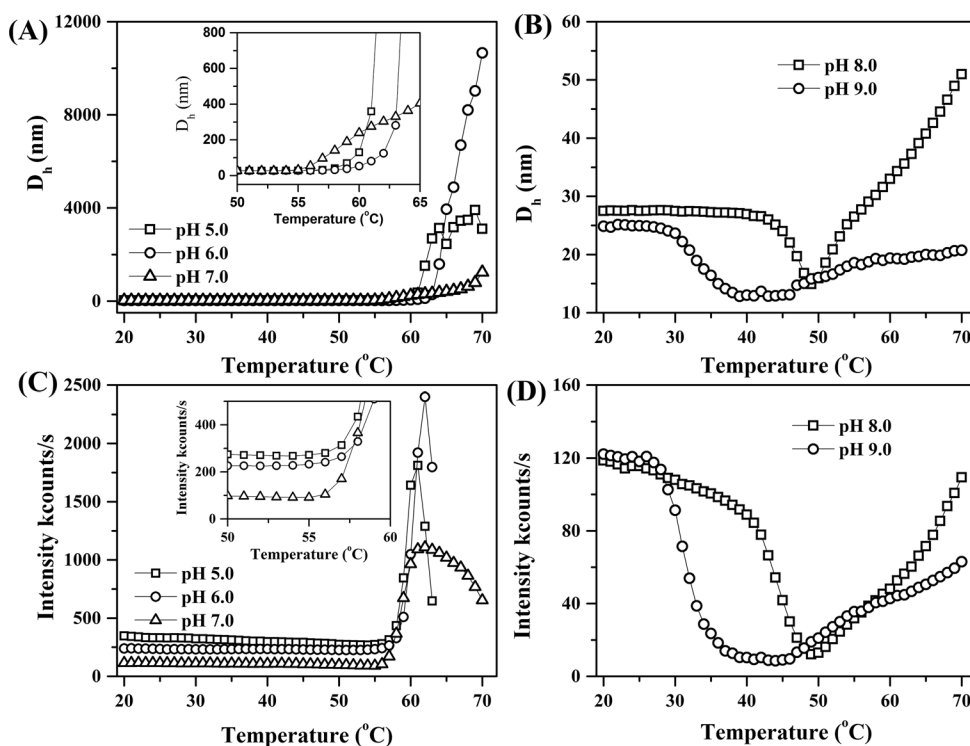 (A)
12000
8000
4000
0
D_h (nm)
20 30 40 50 60 70
Temperature (°C)
pH 5.0
pH 6.0
pH 7.0
800
600
400
200
0
D_h (nm)
50 55 60 65
Temperature (°C)
(B)
60
50
40
30
20
10
D_h (nm)
20 30 40 50 60 70
Temperature (°C)
pH 8.0
pH 9.0
(C)
2500
2000
1500
1000
500
0
Intensity kcounts/s
20 30 40 50 60 70
Temperature (°C)
pH 5.0
pH 6.0
pH 7.0
400
200
0
Intensity kcounts/s
50 55 60
Temperature (°C)
(D)
160
120
80
40
0
Intensity kcounts/s
20 30 40 50 60 70
Temperature (°C)
pH 8.0
pH 9.0